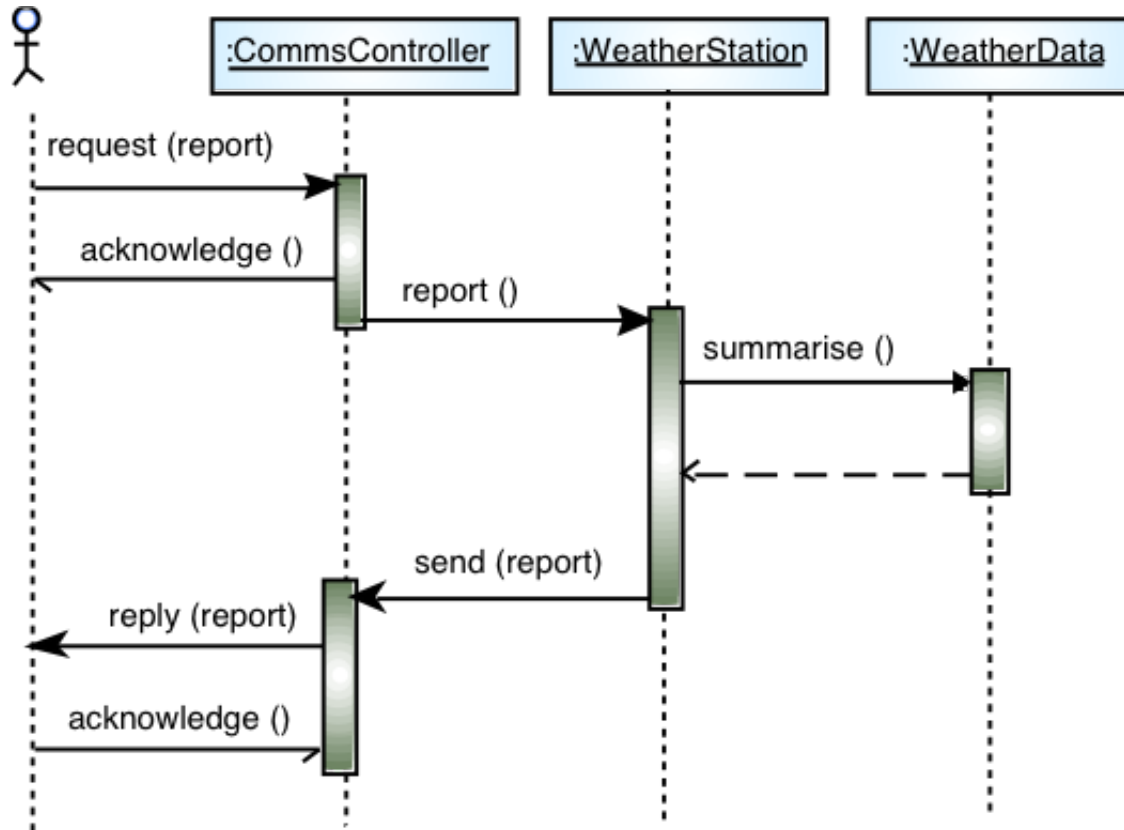 :CommsController
:WeatherStation
:WeatherData
request (report)
acknowledge ()
report ()
summarise ()
send (report)
reply (report)
acknowledge ()